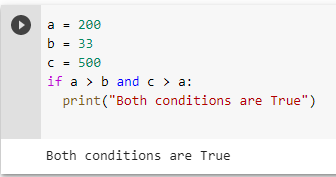 a = 200
b = 33
c = 500
if a > b and c > a:
  print("Both conditions are True")
Both conditions are True